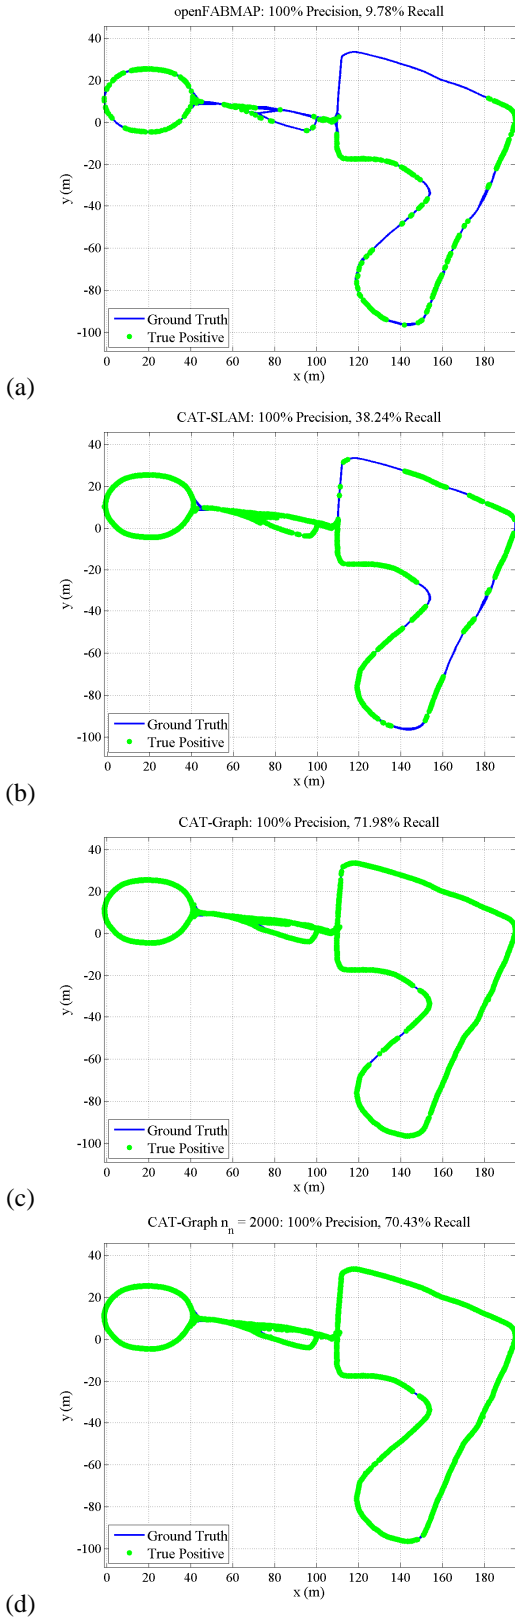 openFABMAP: 100% Precision, 9.78% Recall
40
20
0
-20
-40
-60
-80
-100
y (m)
Ground Truth
True Positive
0 20 40 60 80 100 120 140 160 180
x (m)
(a)
CAT-SLAM: 100% Precision, 38.24% Recall
40
20
0
-20
-40
-60
-80
-100
y (m)
Ground Truth
True Positive
0 20 40 60 80 100 120 140 160 180
x (m)
(b)
CAT-Graph: 100% Precision, 71.98% Recall
40
20
0
-20
-40
-60
-80
-100
y (m)
Ground Truth
True Positive
0 20 40 60 80 100 120 140 160 180
x (m)
(c)
CAT-Graph n_n = 2000: 100% Precision, 70.43% Recall
40
20
0
-20
-40
-60
-80
-100
y (m)
Ground Truth
True Positive
0 20 40 60 80 100 120 140 160 180
x (m)
(d)